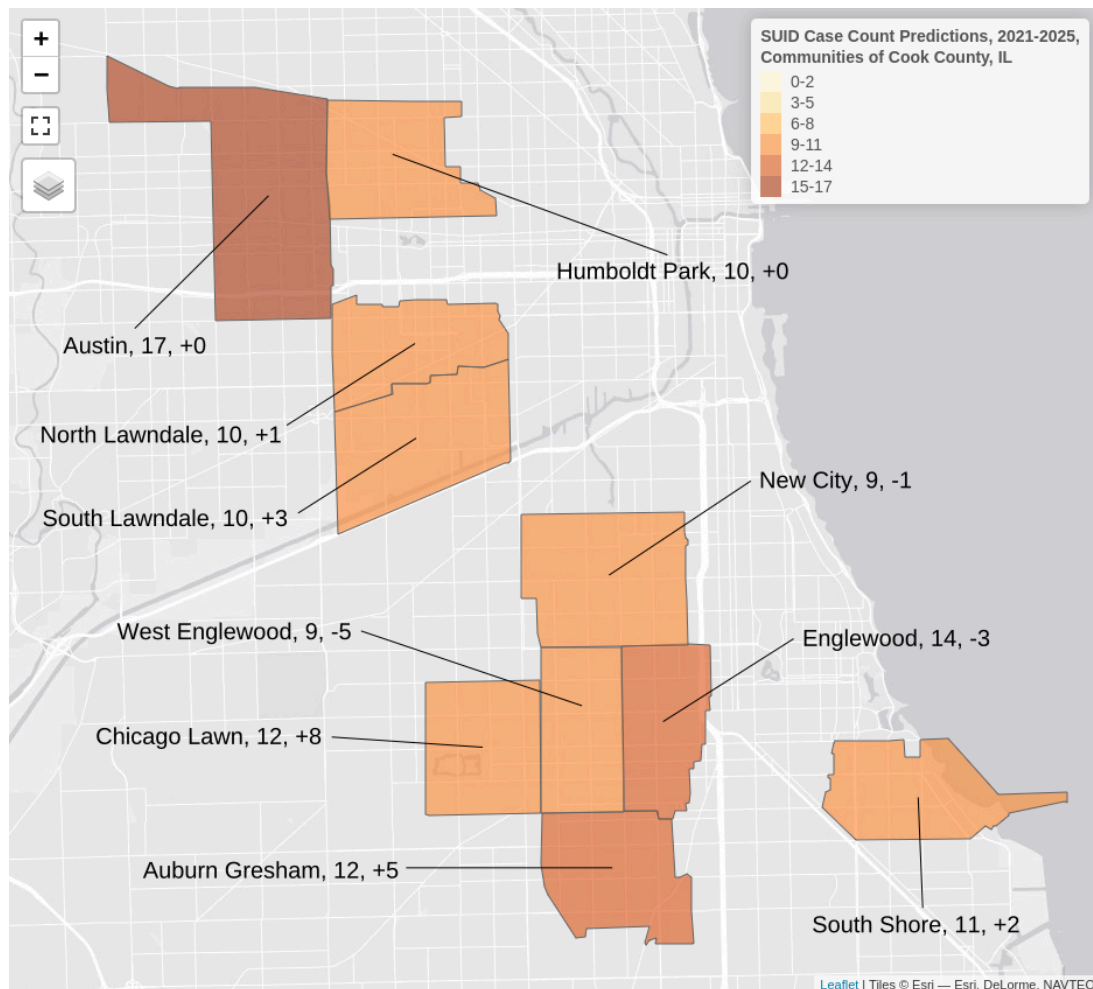 +
−
SUID Case Count Predictions, 2021-2025,
Communities of Cook County, IL
0-2
3-5
6-8
9-11
12-14
15-17
Humboldt Park, 10, +0
Austin, 17, +0
North Lawndale, 10, +1
New City, 9, -1
South Lawndale, 10, +3
West Englewood, 9, -5
Englewood, 14, -3
Chicago Lawn, 12, +8
Auburn Gresham, 12, +5
South Shore, 11, +2
Leaflet | Tiles © Esri — Esri, DeLorme, NAVTEQ